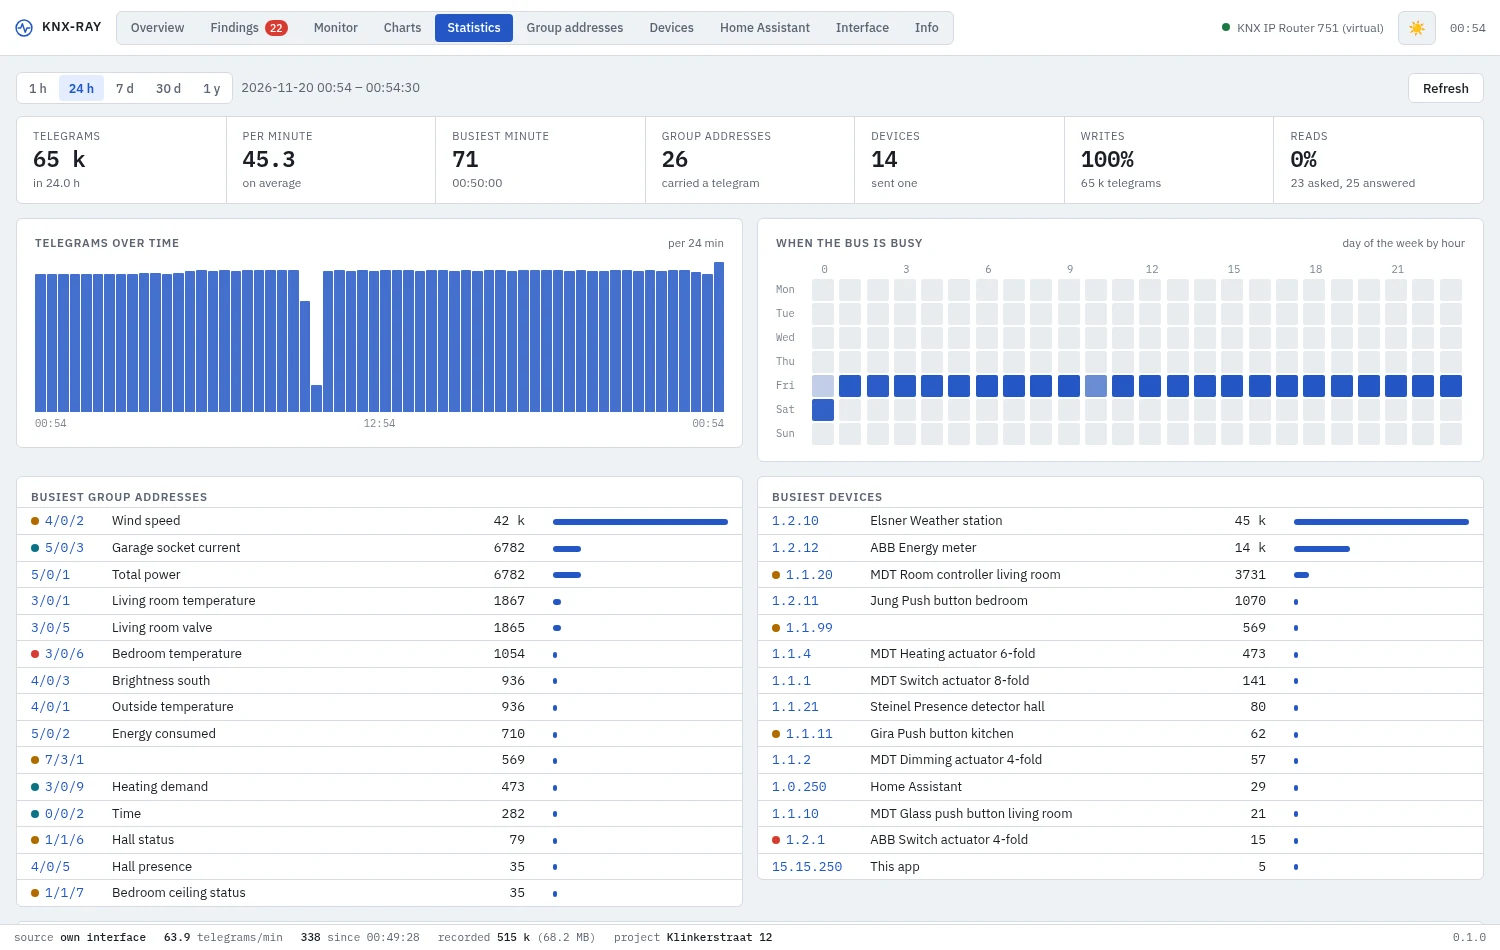 KNX-RAY Overview Findings 22 Monitor Charts Statistics Group addresses Devices Home Assistant Interface Info KNX IP Router 751 (virtual) 00:54
1 h 24 h 7 d 30 d 1 y 2026-11-20 00:54 – 00:54:30 Refresh
TELEGRAMS PER MINUTE BUSIEST MINUTE GROUP ADDRESSES DEVICES WRITES READS
65 k 45.3 71 26 14 100% 0%
in 24.0 h on average 00:50:00 carried a telegram sent one 65 k telegrams 23 asked, 25 answered
TELEGRAMS OVER TIME per 24 min
00:54 12:54 00:54
WHEN THE BUS IS BUSY day of the week by hour
0 3 6 9 12 15 18 21
Mon
Tue
Wed
Thu
Fri
Sat
Sun
BUSIEST GROUP ADDRESSES
4/0/2 Wind speed 42 k
5/0/3 Garage socket current 6782
5/0/1 Total power 6782
3/0/1 Living room temperature 1867
3/0/5 Living room valve 1865
3/0/6 Bedroom temperature 1054
4/0/3 Brightness south 936
4/0/1 Outside temperature 936
5/0/2 Energy consumed 710
7/3/1 569
3/0/9 Heating demand 473
0/0/2 Time 282
1/1/6 Hall status 79
4/0/5 Hall presence 35
1/1/7 Bedroom ceiling status 35
BUSIEST DEVICES
1.2.10 Elsner Weather station 45 k
1.2.12 ABB Energy meter 14 k
1.1.20 MDT Room controller living room 3731
1.2.11 Jung Push button bedroom 1070
1.1.99 569
1.1.4 MDT Heating actuator 6-fold 473
1.1.1 MDT Switch actuator 8-fold 141
1.1.21 Steinel Presence detector hall 80
1.1.11 Gira Push button kitchen 62
1.1.2 MDT Dimming actuator 4-fold 57
1.0.250 Home Assistant 29
1.1.10 MDT Glass push button living room 21
1.2.1 ABB Switch actuator 4-fold 15
15.15.250 This app 5
source own interface 63.9 telegrams/min 338 since 00:49:28 recorded 515 k (68.2 MB) project Klinkerstraat 12 0.1.0